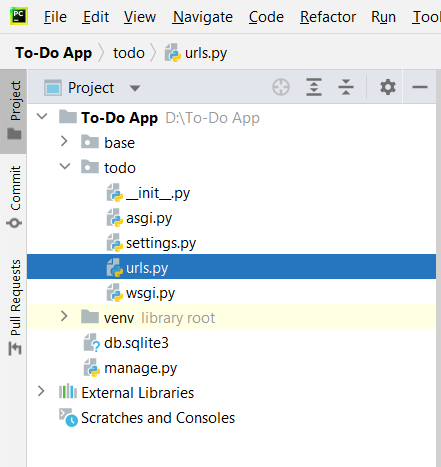 PC File Edit View Navigate Code Refactor Run
To-Do App todo urls.py
Project
Project
Commit
Pull Requests
To-Do App D:\To-Do App
base
todo
__init__.py
asgi.py
settings.py
urls.py
wsgi.py
venv library root
db.sqlite3
manage.py
External Libraries
Scratches and Consoles